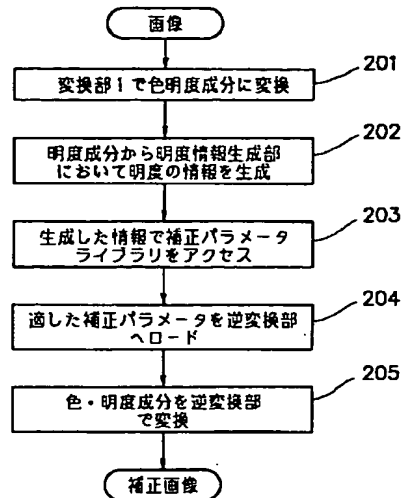 画像
変換部1で色明度成分に変換
201
明度成分から明度情報生成部
において明度の情報を生成
202
生成した情報で補正パラメータ
ライブラリをアクセス
203
適した補正パラメータを逆変換部
へロード
204
色・明度成分を逆変換部
で変換
205
補正画像